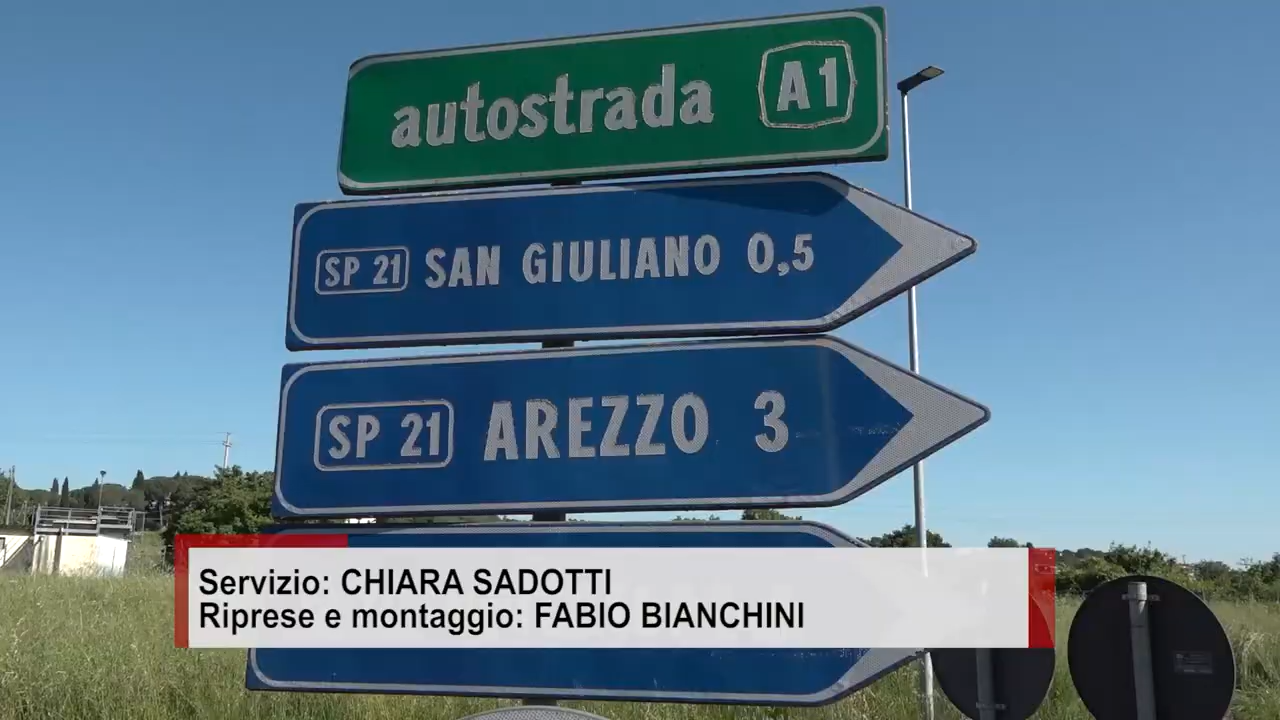 autostrada A1
SP 21 SAN GIULIANO 0,5
SP 21 AREZZO 3
Servizio: CHIARA SADOTTI
Riprese e montaggio: FABIO BIANCHINI